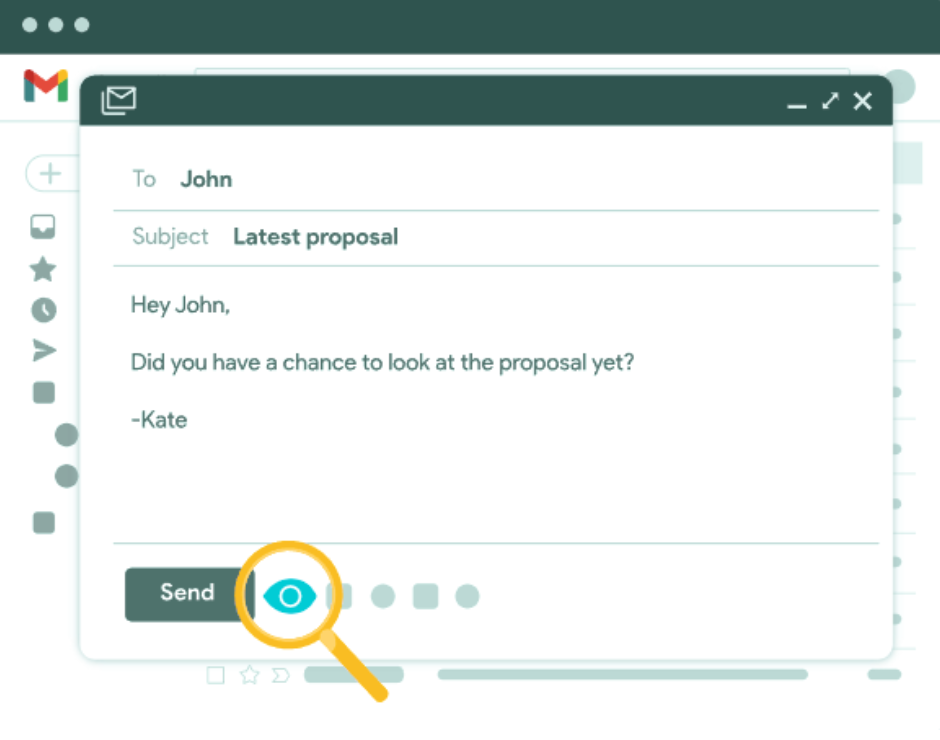 To John
Subject Latest proposal
Hey John,
Did you have a chance to look at the proposal yet?
-Kate
Send